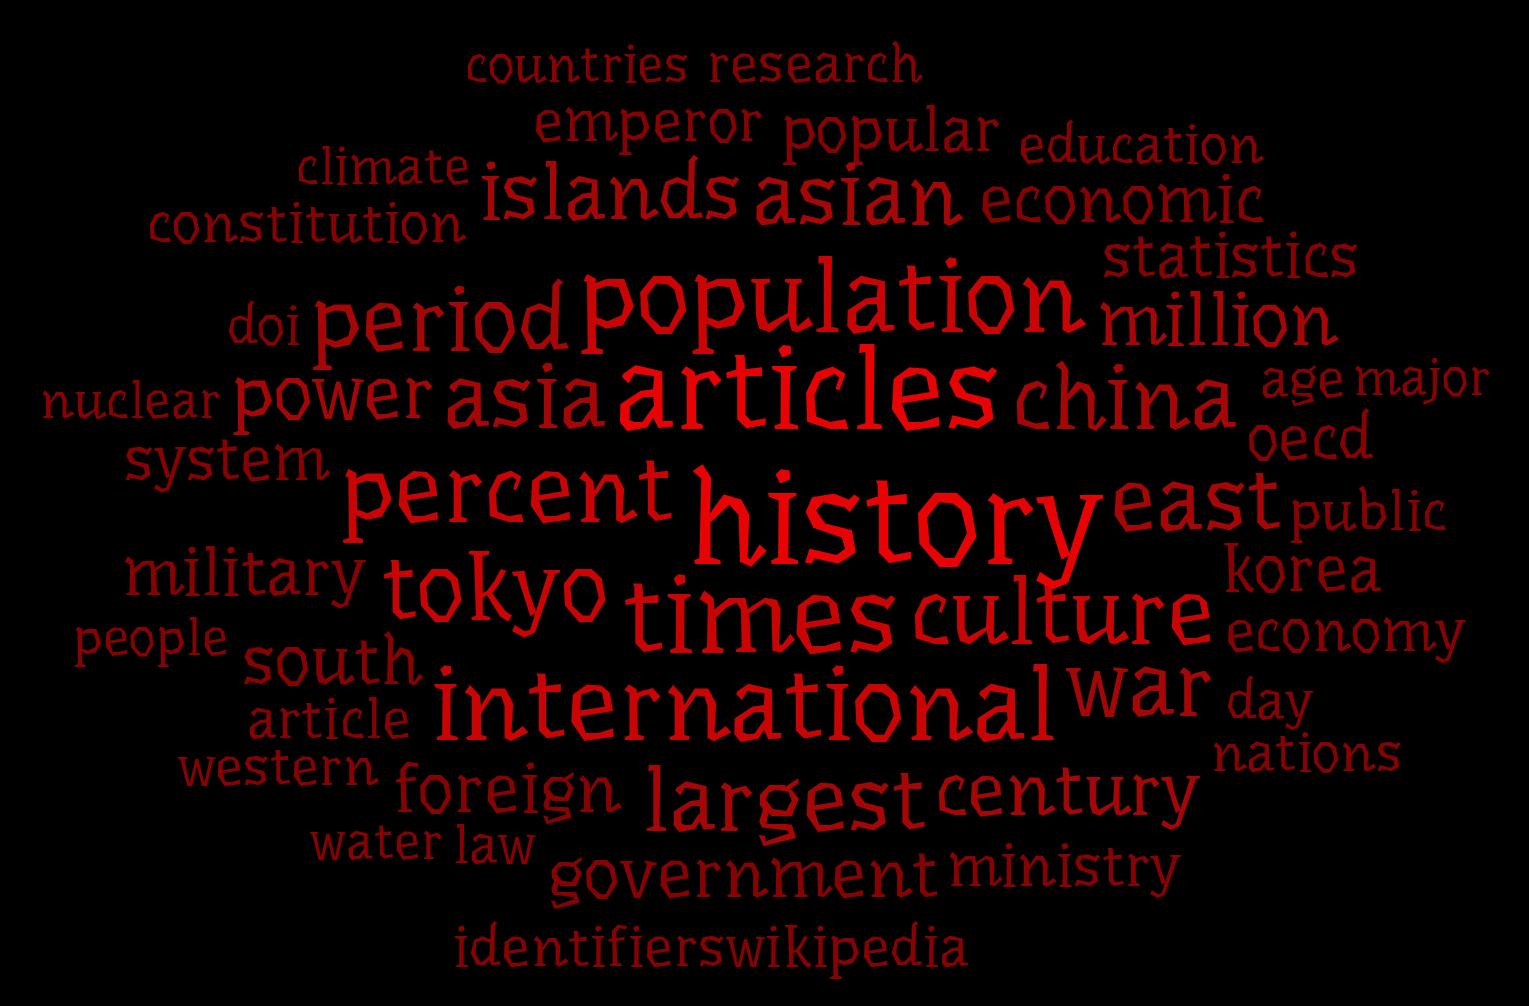 countries research
emperor popular education
climate islands asian economic
constitution statistics
doi period population million
nuclear power asia articles china age major
system oecd
percent history east public
military tokyo times culture korea
people south economy
article international war day
western foreign largest century nations
water law government ministry
identifierswikipedia